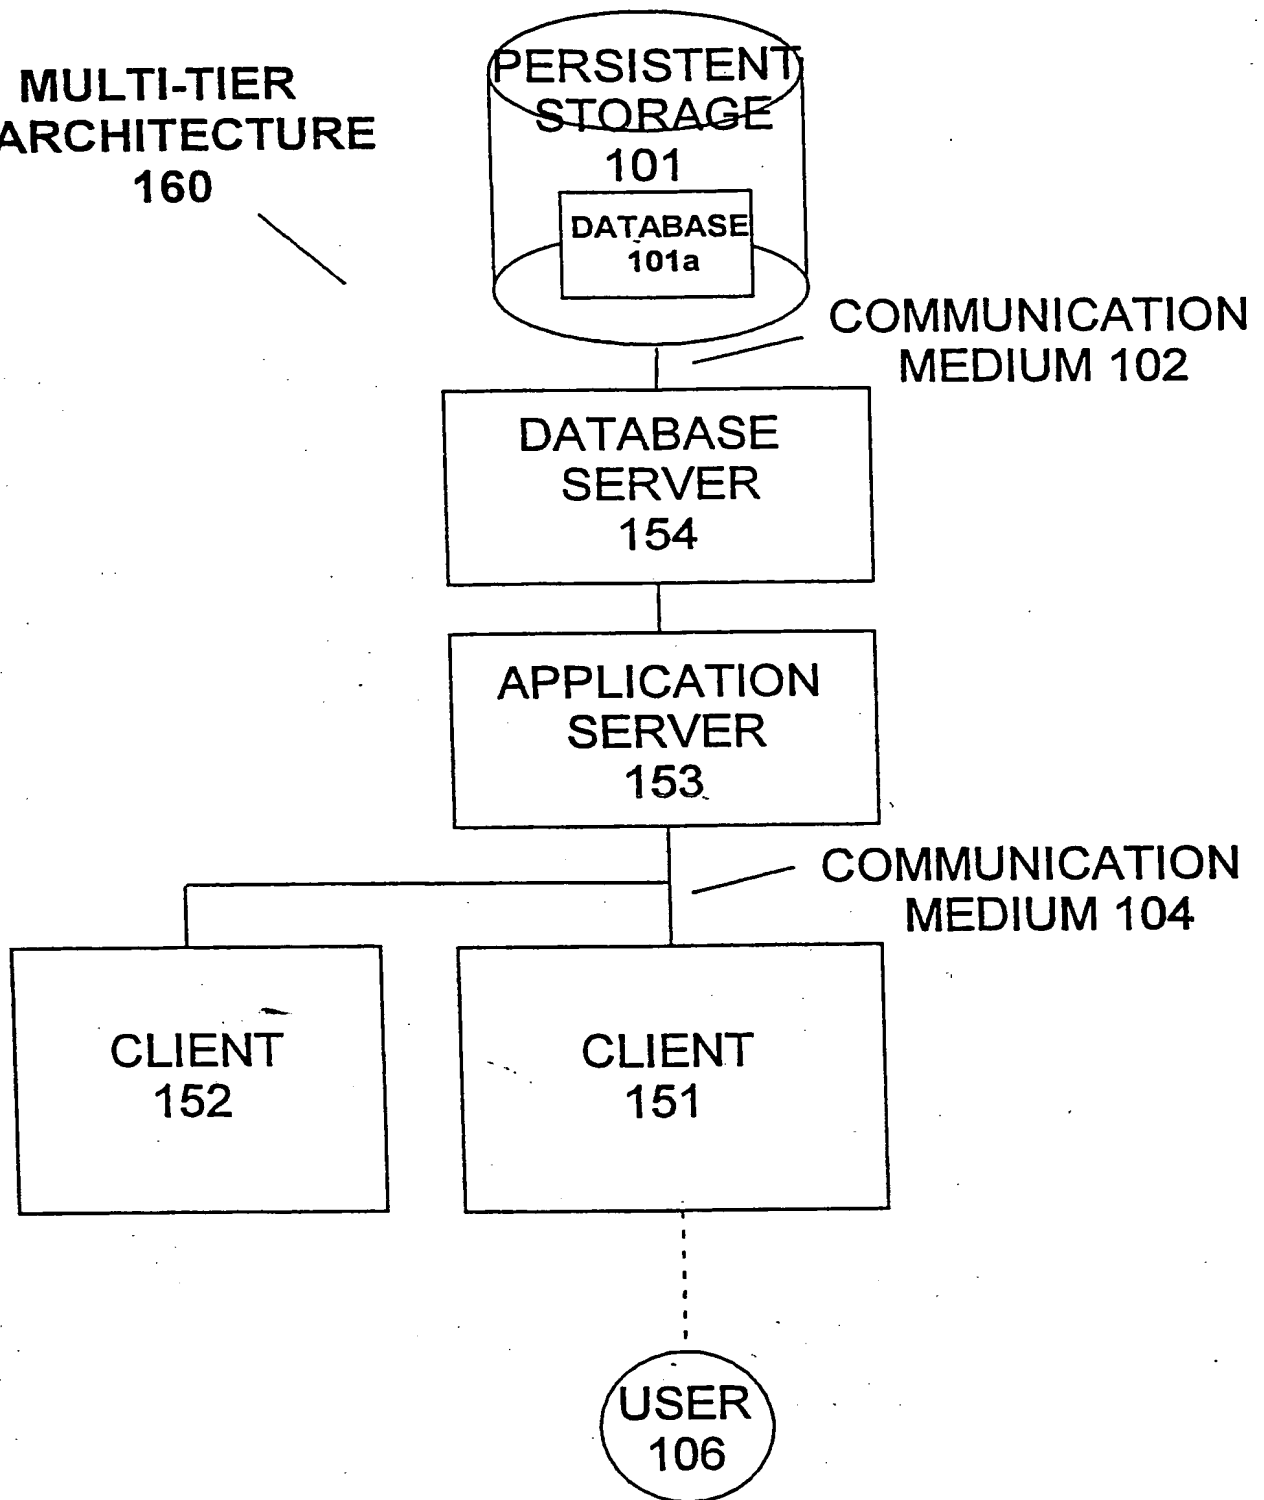 MULTI-TIER
ARCHITECTURE
160
PERSISTENT
STORAGE
101
DATABASE
101a
COMMUNICATION
MEDIUM 102
DATABASE
SERVER
154
APPLICATION
SERVER
153
COMMUNICATION
MEDIUM 104
CLIENT
152
CLIENT
151
USER
106